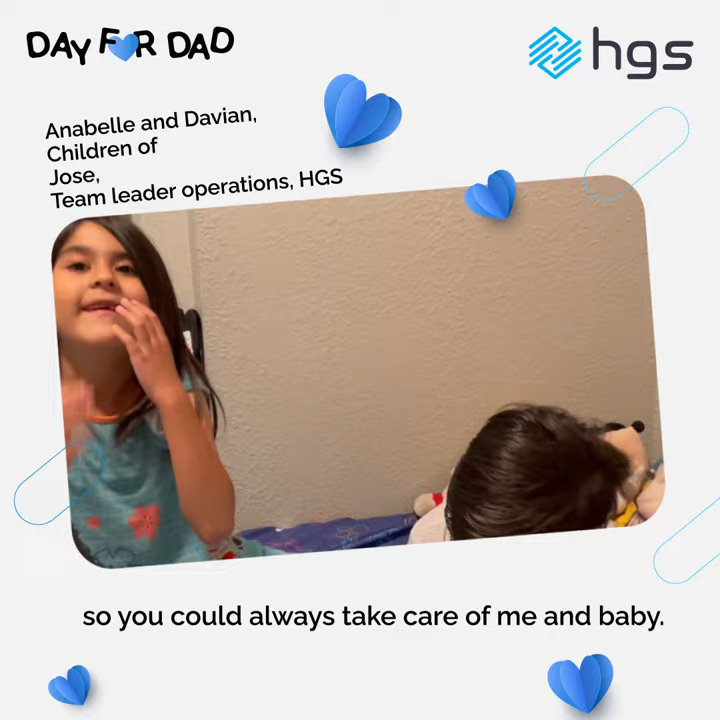 DAY F R DAD
hgs
Anabelle and Davian,
Children of
Jose,
Team leader operations, HGS
so you could always take care of me and baby.